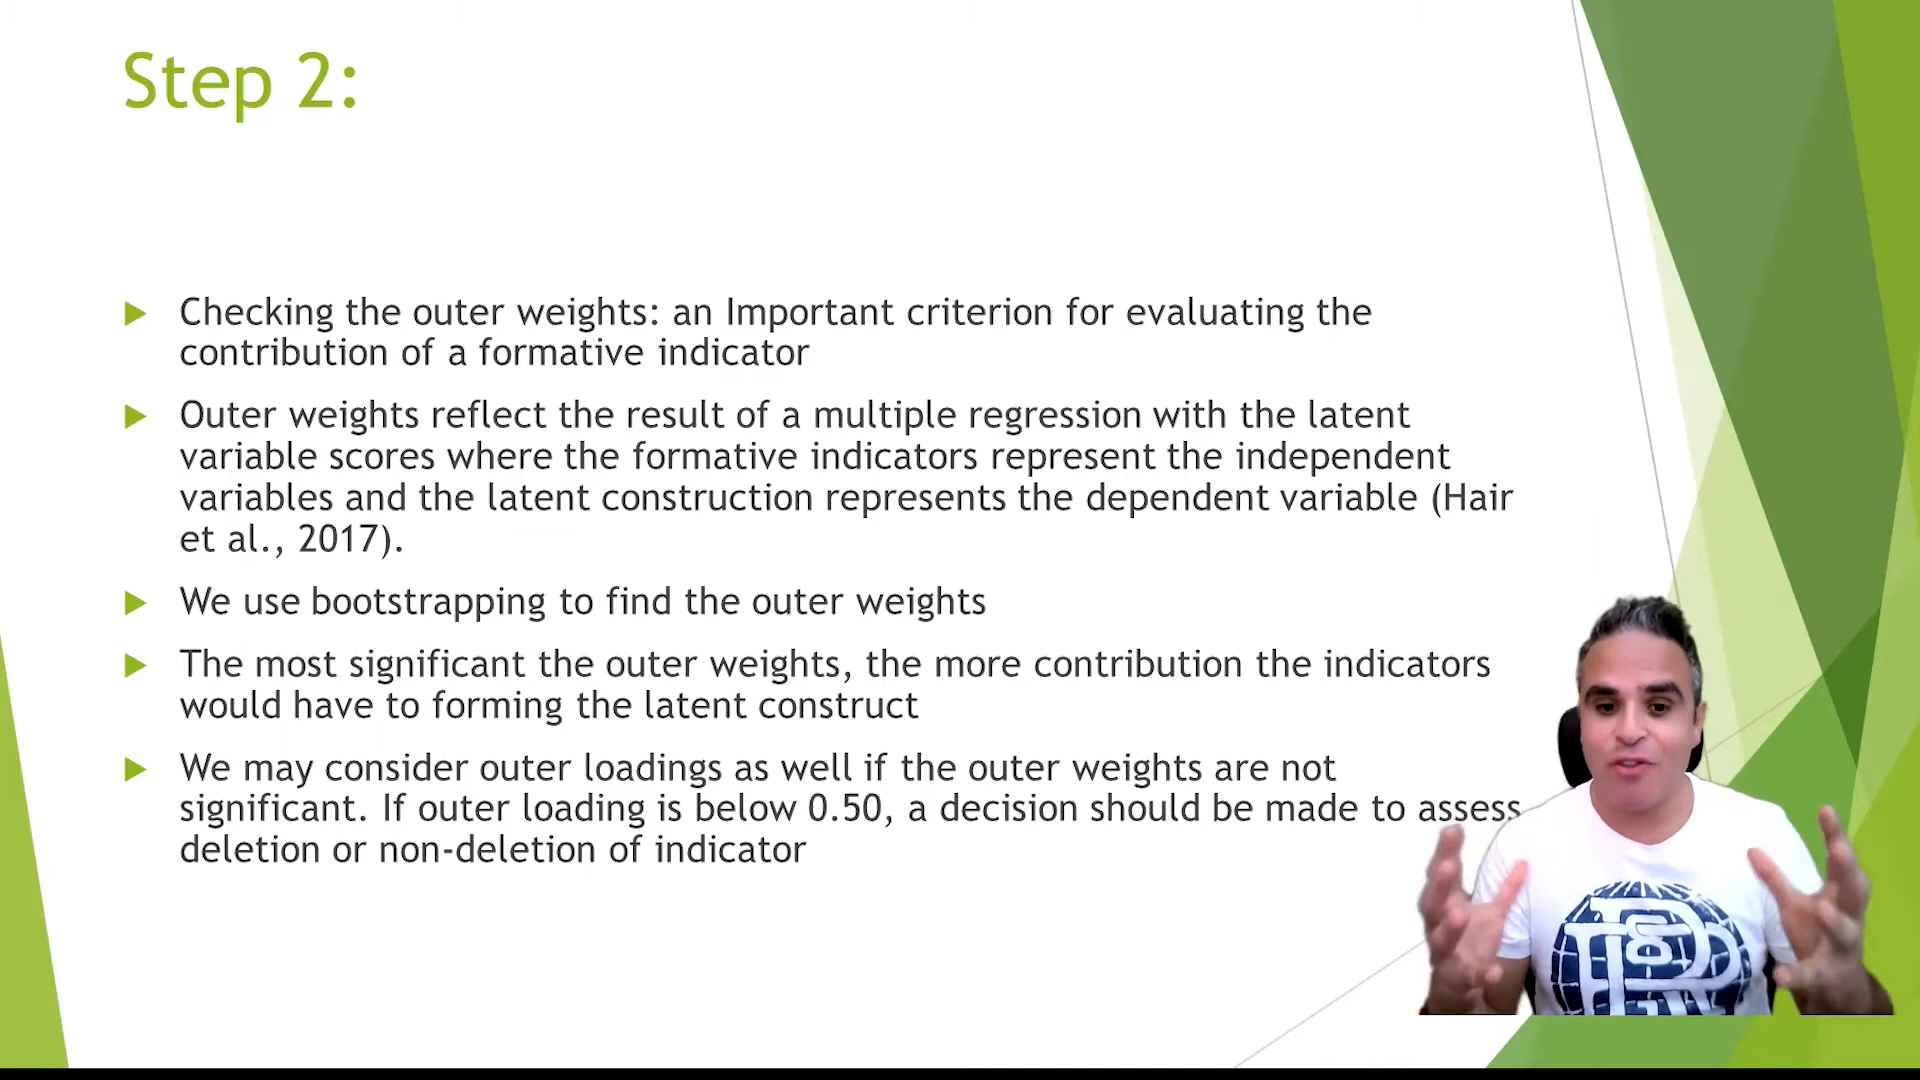 Step 2:
Checking the outer weights: an Important criterion for evaluating the
contribution of a formative indicator
Outer weights reflect the result of a multiple regression with the latent
variable scores where the formative indicators represent the independent
variables and the latent construction represents the dependent variable (Hair
et al., 2017).
We use bootstrapping to find the outer weights
The most significant the outer weights, the more contribution the indicators
would have to forming the latent construct
We may consider outer loadings as well if the outer weights are not
significant. If outer loading is below 0.50, a decision should be made to assess
deletion or non-deletion of indicator